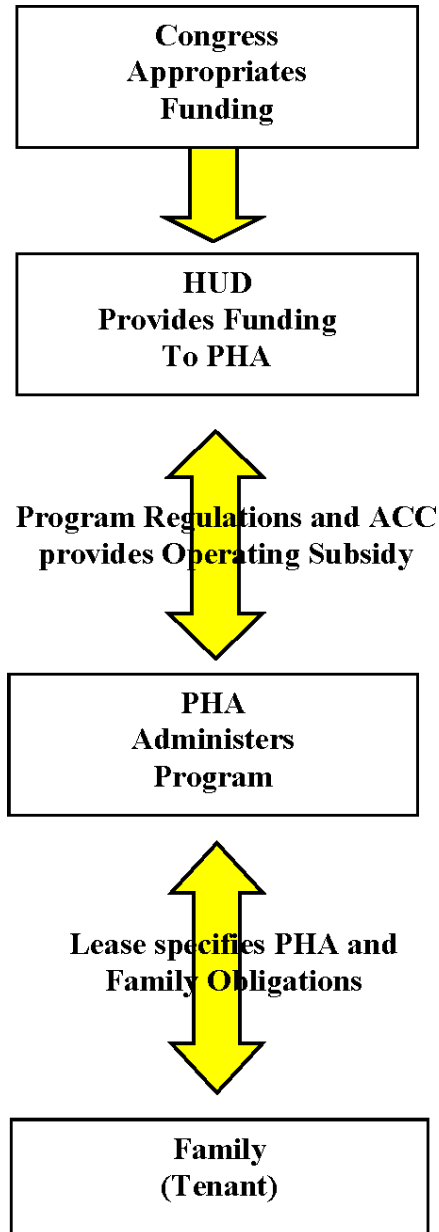 Congress
Appropriates
Funding
HUD
Provides Funding
To PHA
Program Regulations and ACC
provides Operating Subsidy
PHA
Administers
Program
Lease specifies PHA and
Family Obligations
Family
(Tenant)